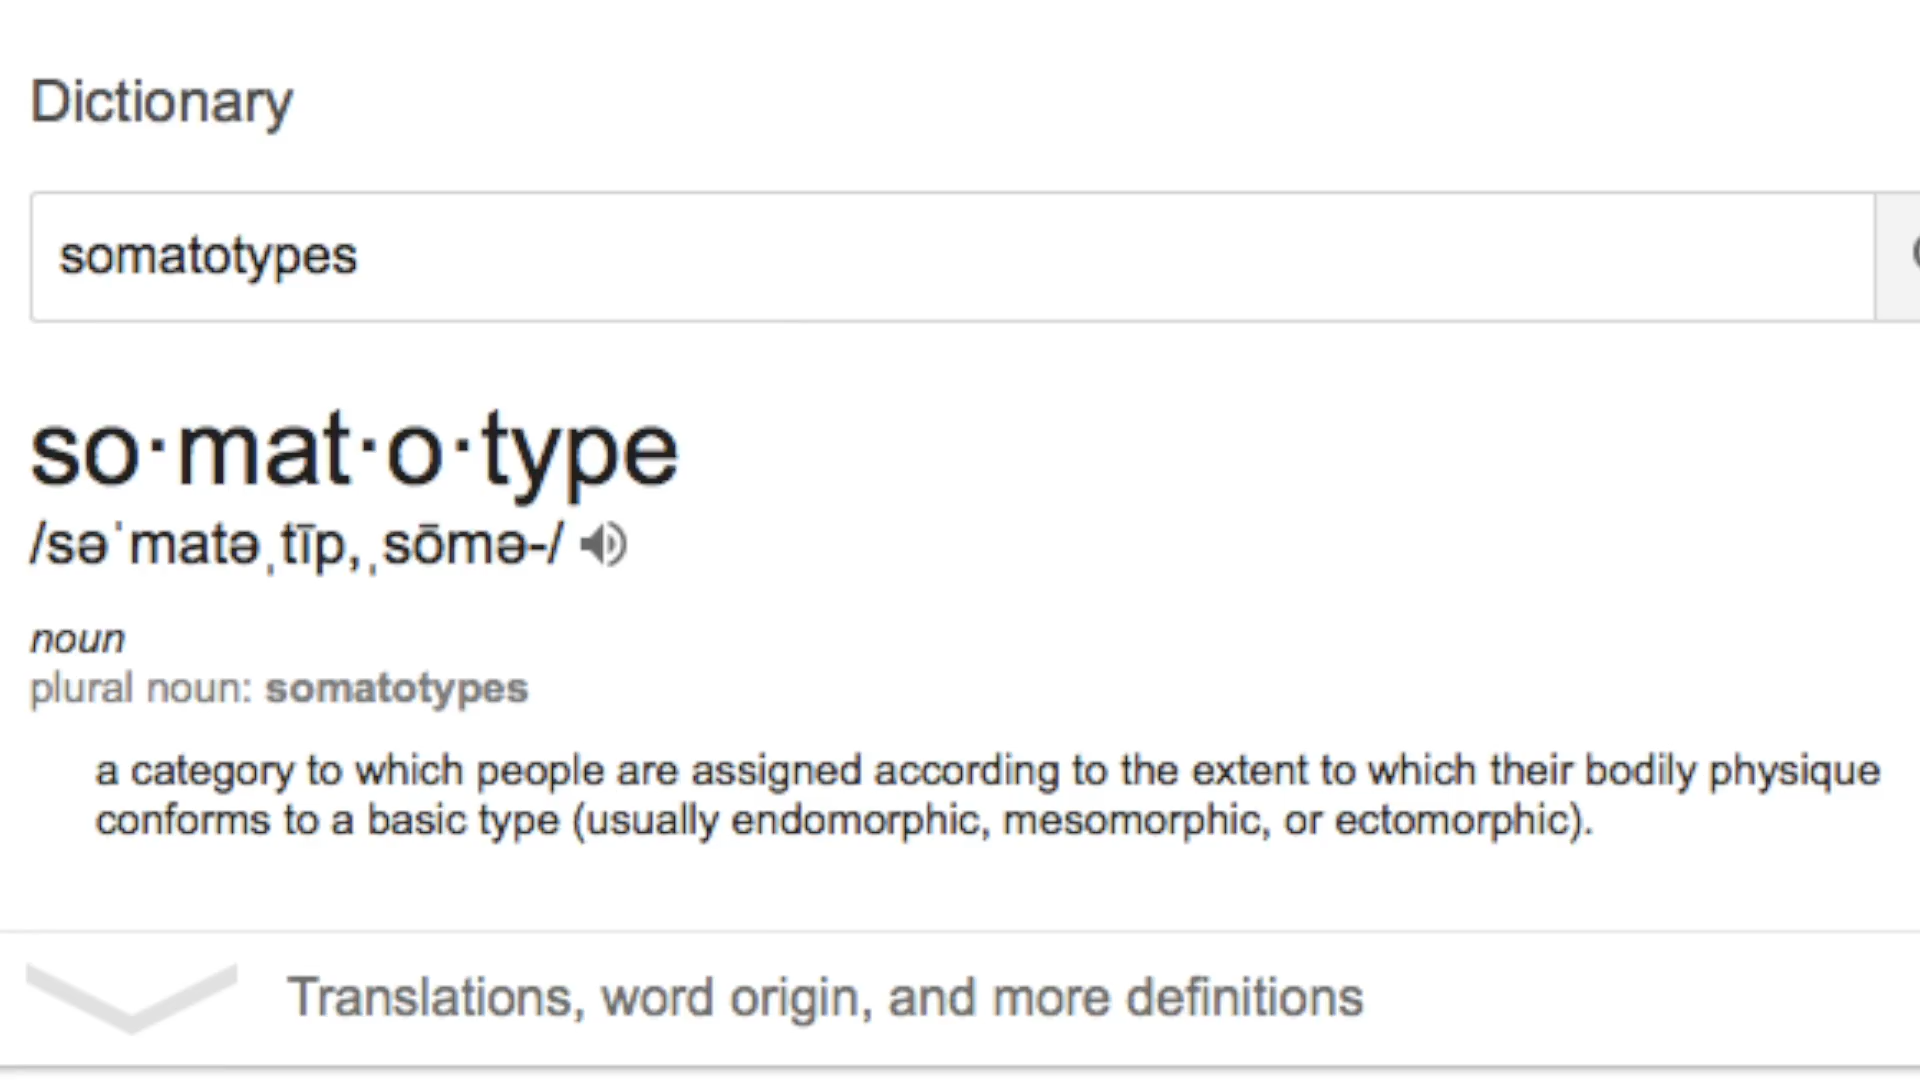 Dictionary
somatotypes
so·mat·o·type
/səˈmatəˌtīp,ˌsōmə-/
noun
plural noun: somatotypes
a category to which people are assigned according to the extent to which their bodily physique
conforms to a basic type (usually endomorphic, mesomorphic, or ectomorphic).
Translations, word origin, and more definitions